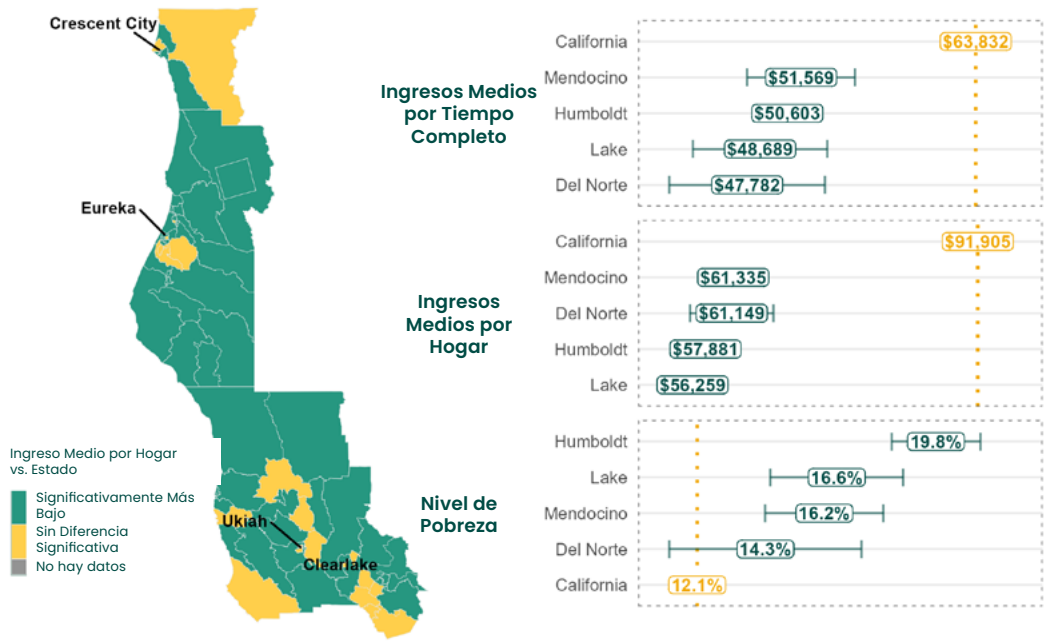 Crescent City
Eureka
Ukiah
Clearlake
Ingreso Medio por Hogar
vs. Estado
Significativamente Más
Bajo
Sin Diferencia
Significativa
No hay datos
Ingresos Medios
por Tiempo
Completo
California
$63,832
Mendocino
$51,569
Humboldt
$50,603
Lake
$48,689
Del Norte
$47,782
Ingresos
Medios por
Hogar
California
$91,905
Mendocino
$61,335
Del Norte
$61,149
Humboldt
$57,881
Lake
$56,259
Nivel de
Pobreza
Humboldt
19.8%
Lake
16.6%
Mendocino
16.2%
Del Norte
14.3%
California
12.1%